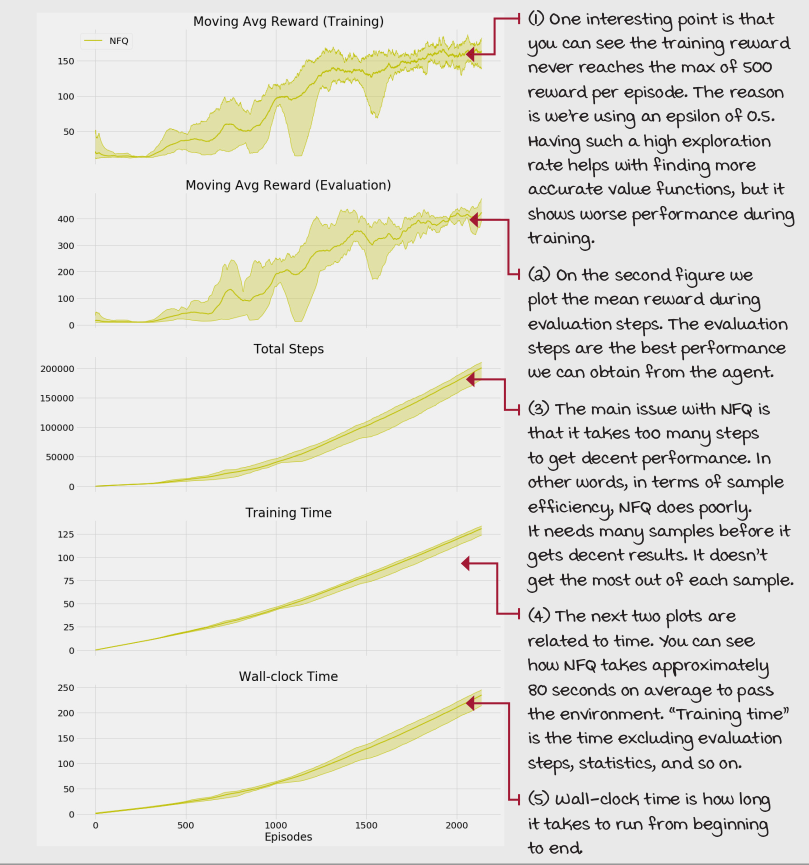 Moving Avg Reward (Training)
NFQ
150
100
50
Moving Avg Reward (Evaluation)
400
300
200
100
0
Total Steps
200000
150000
100000
50000
0
Training Time
125
100
75
50
25
0
Wall-clock Time
250
200
150
100
50
0
0 500 1000 1500 2000
Episodes
(1) One interesting point is that
you can see the training reward
never reaches the max of 500
reward per episode. The reason
is we're using an epsilon of 0.5.
Having such a high exploration
rate helps with finding more
accurate value functions, but it
shows worse performance during
training.
(2) On the second figure we
plot the mean reward during
evaluation steps. The evaluation
steps are the best performance
we can obtain from the agent.
(3) The main issue with NFQ is
that it takes too many steps
to get decent performance. In
other words, in terms of sample
efficiency, NFQ does poorly.
It needs many samples before it
gets decent results. It doesn't
get the most out of each sample.
(4) The next two plots are
related to time. You can see
how NFQ takes approximately
80 seconds on average to pass
the environment. “Training time”
is the time excluding evaluation
steps, statistics, and so on.
(5) Wall-clock time is how long
it takes to run from beginning
to end.